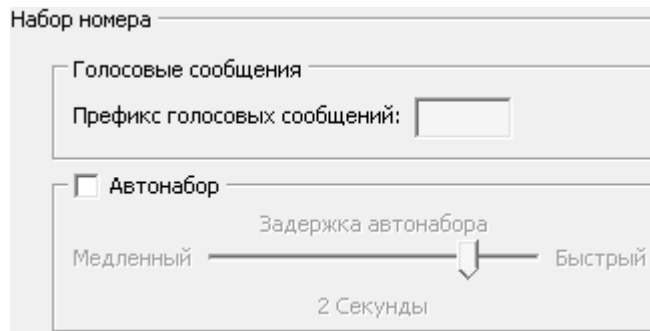 Набор номера
Голосовые сообщения
Префикс голосовых сообщений:
Автонабор
Задержка автонабора
Медленный Быстрый
2 Секунды